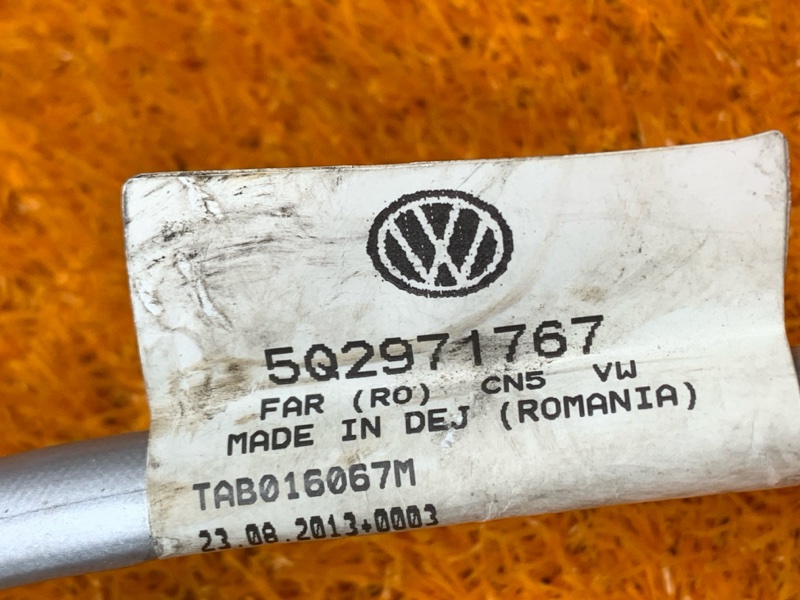 5Q2971767
FAR (RO) CN5 VW
MADE IN DEJ (ROMANIA)
TAB016067M
23.08.2013+0003